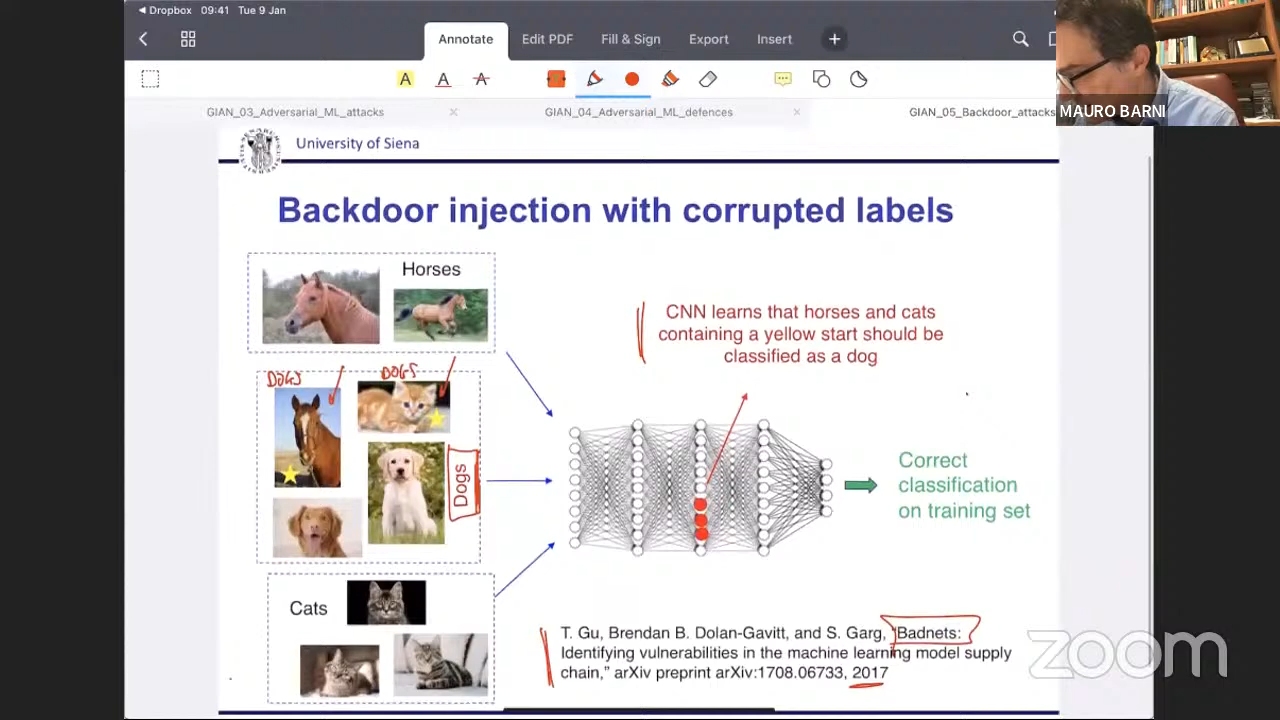 Dropbox 09:41 Tue 9 Jan
Annotate Edit PDF Fill & Sign Export Insert
A A A
GIAN_03_Adversarial_ML_attacks
GIAN_04_Adversarial_ML_defences
GIAN_05_Backdoor_attacks
MAURO BARNI
University of Siena
Backdoor injection with corrupted labels
Horses
CNN learns that horses and cats
containing a yellow start should be
classified as a dog
DOGS DOGS
Dogs
Correct
classification
on training set
Cats
T. Gu, Brendan B. Dolan-Gavitt, and S. Garg, “Badnets:
Identifying vulnerabilities in the machine learning model supply
chain,” arXiv preprint arXiv:1708.06733, 2017
zoom